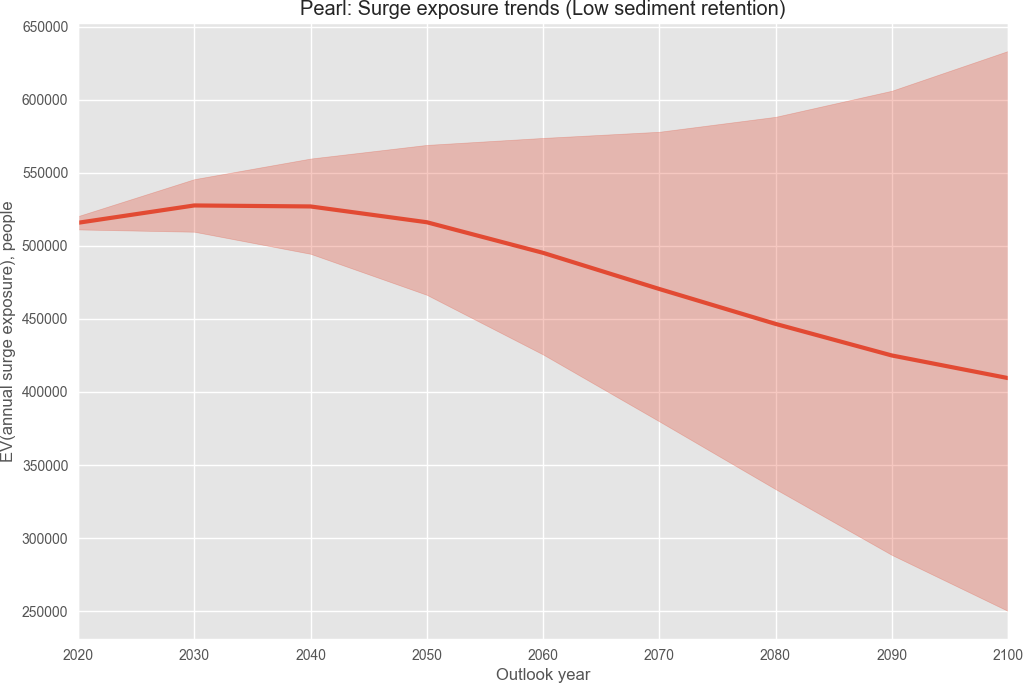 Pearl: Surge exposure trends (Low sediment retention)
EV(annual surge exposure), people
650000
600000
550000
500000
450000
400000
350000
300000
250000
2020 2030 2040 2050 2060 2070 2080 2090 2100
Outlook year